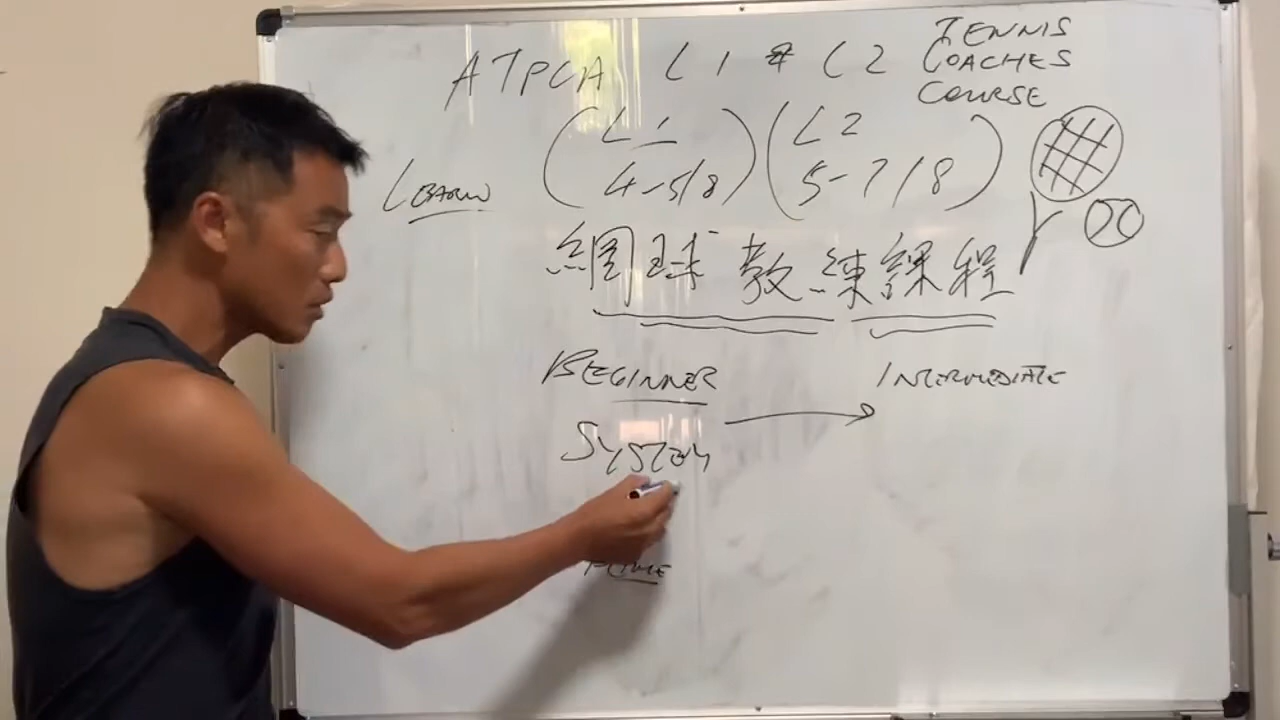 ATPCA L1 & L2 TENNIS
COACHES
COURSE
L1
4-5/8
L2
5-7/8
LEARN
網球教練課程
BEGINNER
INTERMEDIATE
SYSTEM